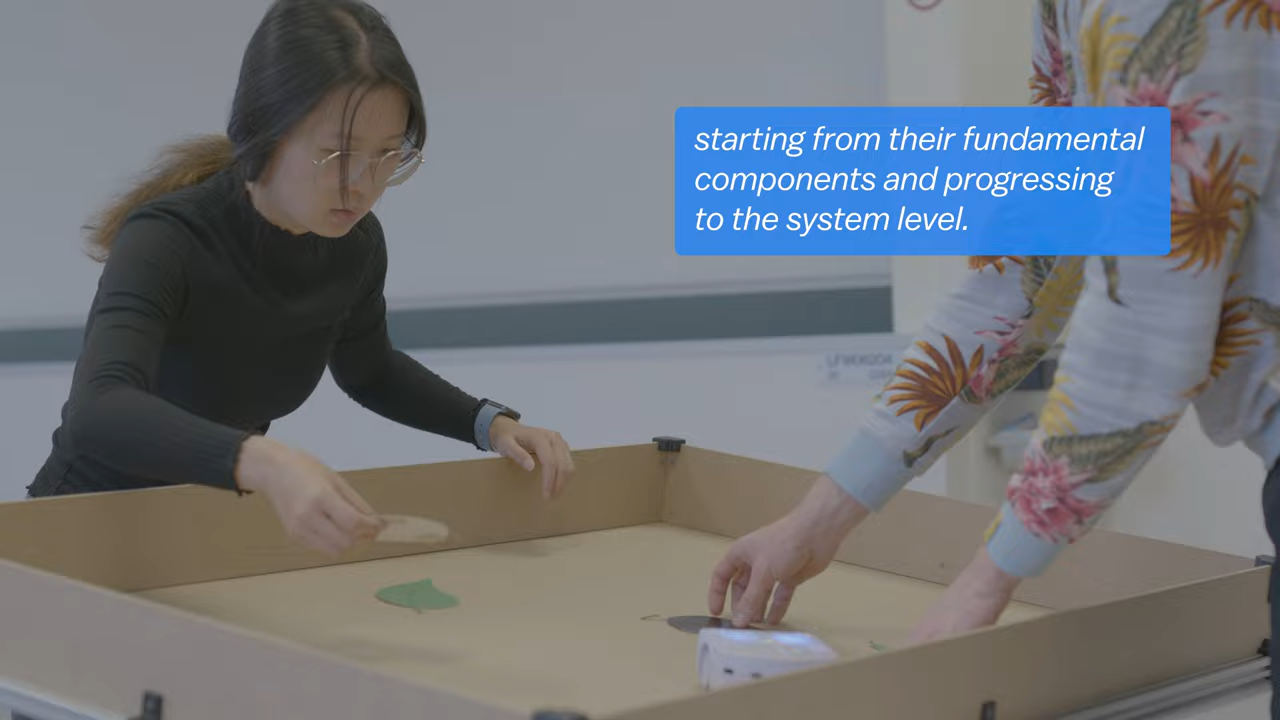 starting from their fundamental
components and progressing
to the system level.